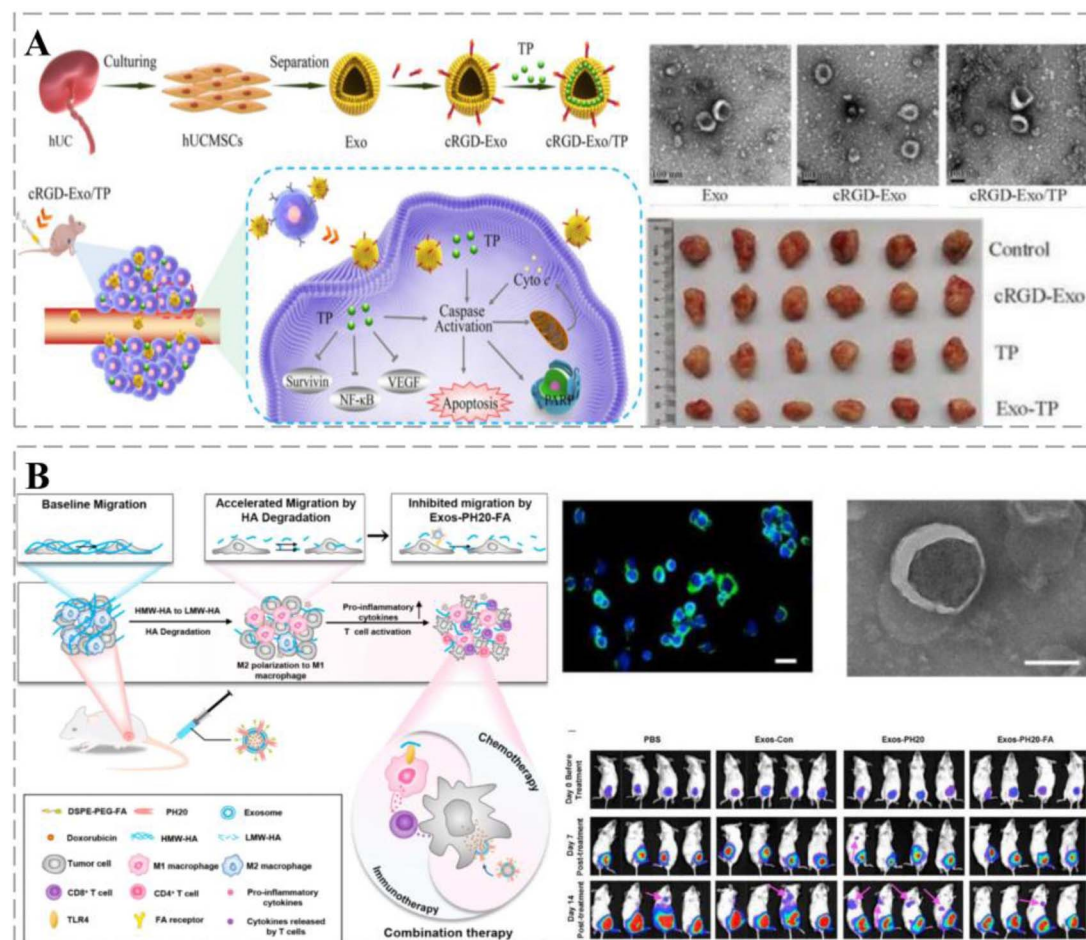 A
Culturing
Separation
TP
hUC
hUCMSCs
Exo
cRGD-Exo
cRGD-Exo/TP
100 nm
Exo
cRGD-Exo
cRGD-Exo/TP
cRGD-Exo/TP
TP
Cyto c
TP
Caspase
Activation
Survivin
NF-κB
VEGF
Apoptosis
PARP
Control
cRGD-Exo
TP
Exo-TP
B
Baseline Migration
Accelerated Migration by
HA Degradation
Inhibited migration by
Exos-PH20-FA
HMW-HA to LMW-HA
HA Degradation
Pro-inflammatory
cytokines
T cell activation
M2 polarization to M1
macrophage
Chemotherapy
Immunotherapy
Combination therapy
DSPE-PEG-FA
PH20
Exosome
Doxorubicin
HMW-HA
LMW-HA
Tumor cell
M1 macrophage
M2 macrophage
CD8⁺ T cell
CD4⁺ T cell
Pro-inflammatory
cytokines
TLR4
FA receptor
Cytokines released
by T cells
PBS
Exos-Con
Exos-PH20
Exos-PH20-FA
Day 0 Before
Treatment
Day 7
Post-treatment
Day 14
Post-treatment